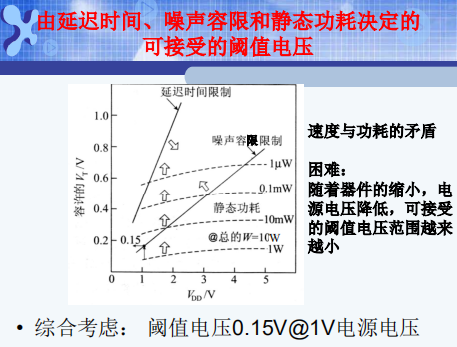 由延迟时间、噪声容限和静态功耗决定的
可接受的阈值电压
延迟时间限制
噪声容限限制
1μW
0.1mW
静态功耗
10mW
@总的W=10W
1W
0.15
容许的Vₜ/V
1.0
0.8
0.6
0.4
0.2
0 1 2 3 4 5
V_DD/V
速度与功耗的矛盾
困难:
随着器件的缩小，电
源电压降低，可接受
的阈值电压范围越来
越小
• 综合考虑： 阈值电压0.15V@1V电源电压